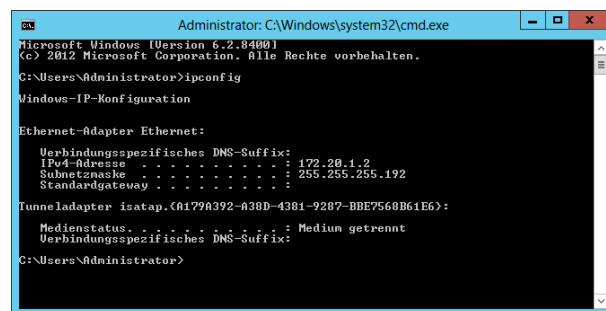 Administrator: C:\Windows\system32\cmd.exe
Microsoft Windows [Version 6.2.8400]
(c) 2012 Microsoft Corporation. Alle Rechte vorbehalten.
C:\Users\Administrator>ipconfig
Windows-IP-Konfiguration
Ethernet-Adapter Ethernet:
Verbindungsspezifisches DNS-Suffix:
IPv4-Adresse . . . . . . . . . . : 172.20.1.2
Subnetzmaske . . . . . . . . . . : 255.255.255.192
Standardgateway . . . . . . . . . :
Tunneladapter isatap.{A179A392-A38D-4381-9287-BBE7568B61E6}:
Medienstatus. . . . . . . . . . . : Medium getrennt
Verbindungsspezifisches DNS-Suffix:
C:\Users\Administrator>